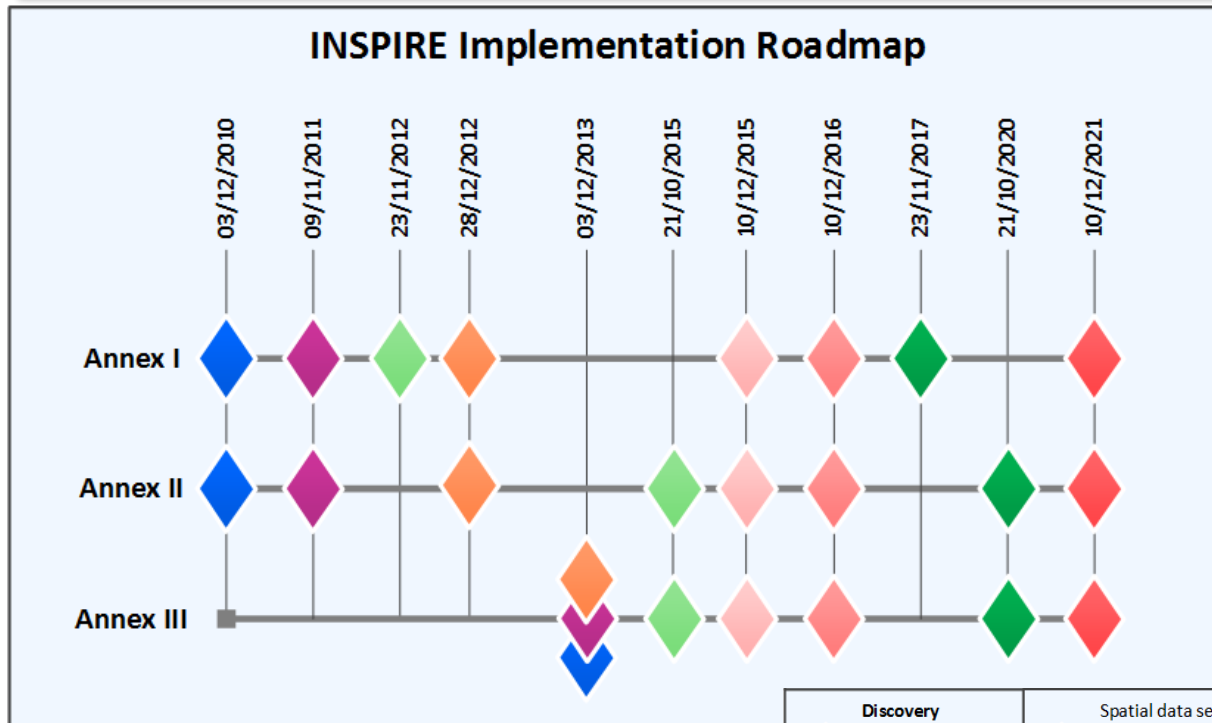 INSPIRE Implementation Roadmap
03/12/2010
09/11/2011
23/11/2012
28/12/2012
03/12/2013
21/10/2015
10/12/2015
10/12/2016
23/11/2017
21/10/2020
10/12/2021
Annex I
Annex II
Annex III
Discovery
Spatial data se